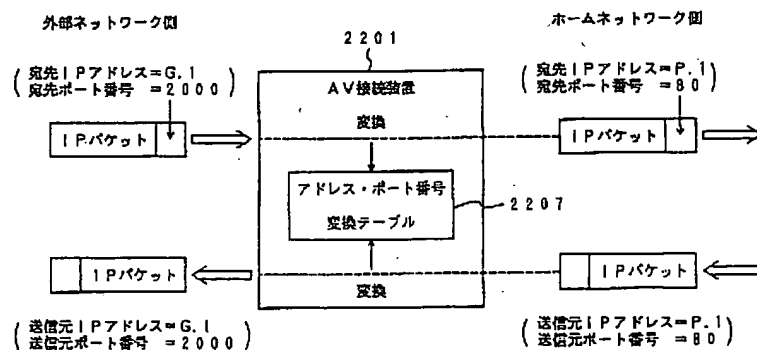 外部ネットワーク側
ホームネットワーク側
2201
宛先IPアドレス=G.1
宛先ポート番号 =2000
AV接続装置
宛先IPアドレス=P.1
宛先ポート番号 =80
変換
IPパケット
IPパケット
アドレス・ポート番号
変換テーブル
2207
IPパケット
IPパケット
変換
送信元IPアドレス=G.1
送信元ポート番号 =2000
送信元IPアドレス=P.1
送信元ポート番号 =80